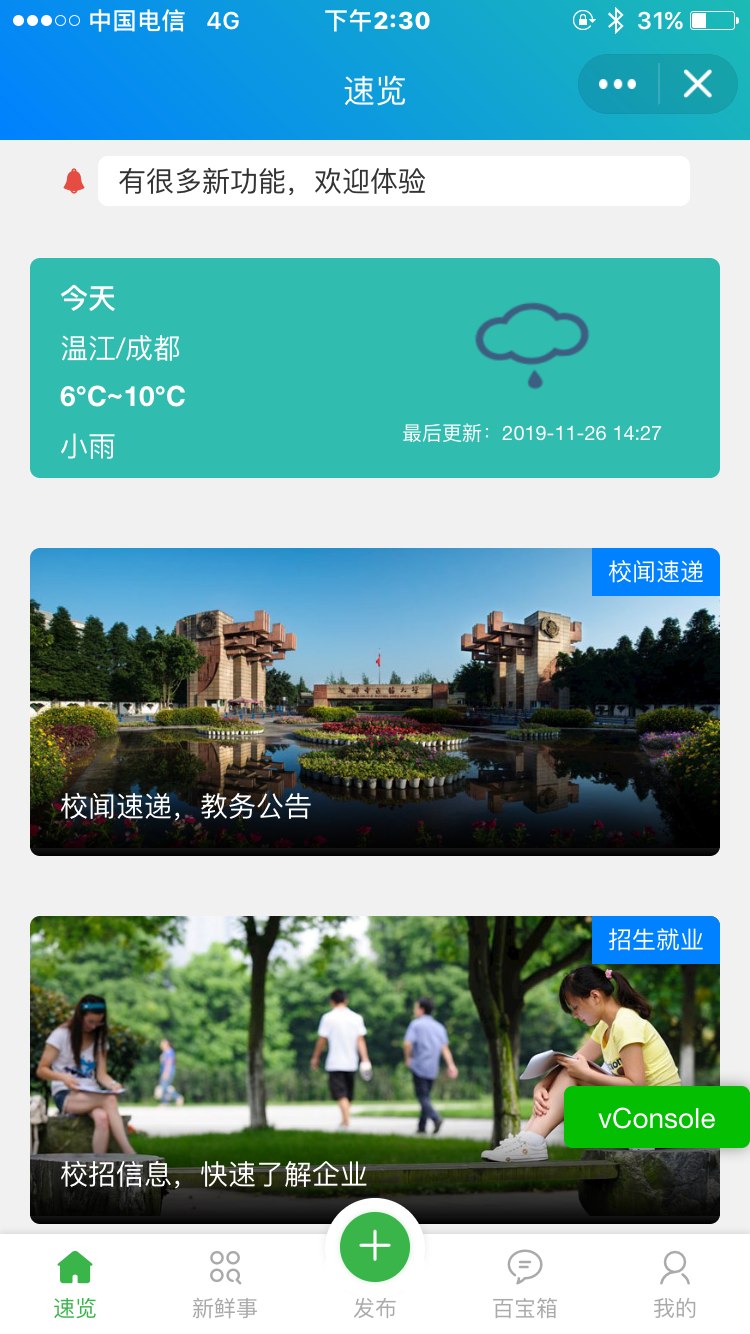 中国电信 4G 下午2:30 31%
速览
有很多新功能，欢迎体验
今天
温江/成都
6°C~10°C
小雨
最后更新：2019-11-26 14:27
校闻速递
校闻速递，教务公告
招生就业
vConsole
校招信息，快速了解企业
速览 新鲜事 发布 百宝箱 我的